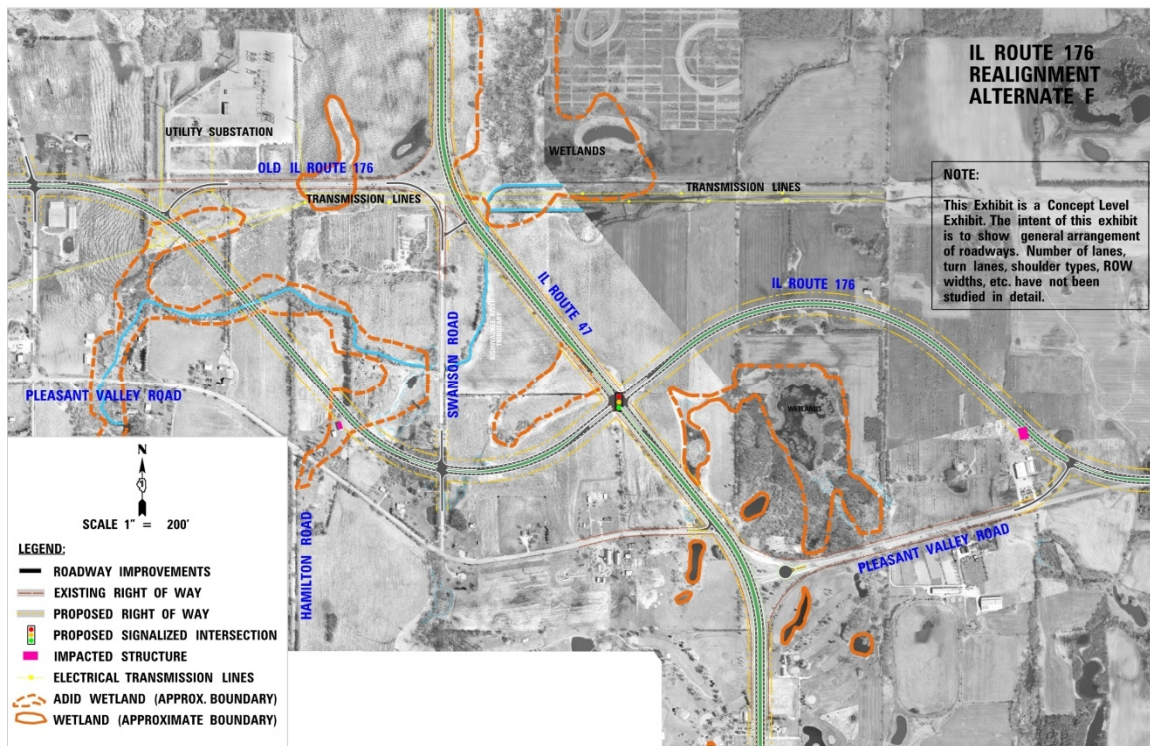 IL ROUTE 176
REALIGNMENT
ALTERNATE F
UTILITY SUBSTATION
WETLANDS
OLD IL ROUTE 176
TRANSMISSION LINES
TRANSMISSION LINES
NOTE:
This Exhibit is a Concept Level
Exhibit. The intent of this exhibit
is to show general arrangement
of roadways. Number of lanes,
turn lanes, shoulder types, ROW
widths, etc. have not been
studied in detail.
IL ROUTE 176
IL ROUTE 47
SWANSON ROAD
TRIBUTARY
PLEASANT VALLEY ROAD
WETLANDS
HAMILTON ROAD
PLEASANT VALLEY ROAD
N
SCALE 1" = 200'
LEGEND:
ROADWAY IMPROVEMENTS
EXISTING RIGHT OF WAY
PROPOSED RIGHT OF WAY
PROPOSED SIGNALIZED INTERSECTION
IMPACTED STRUCTURE
ELECTRICAL TRANSMISSION LINES
ADID WETLAND (APPROX. BOUNDARY)
WETLAND (APPROXIMATE BOUNDARY)